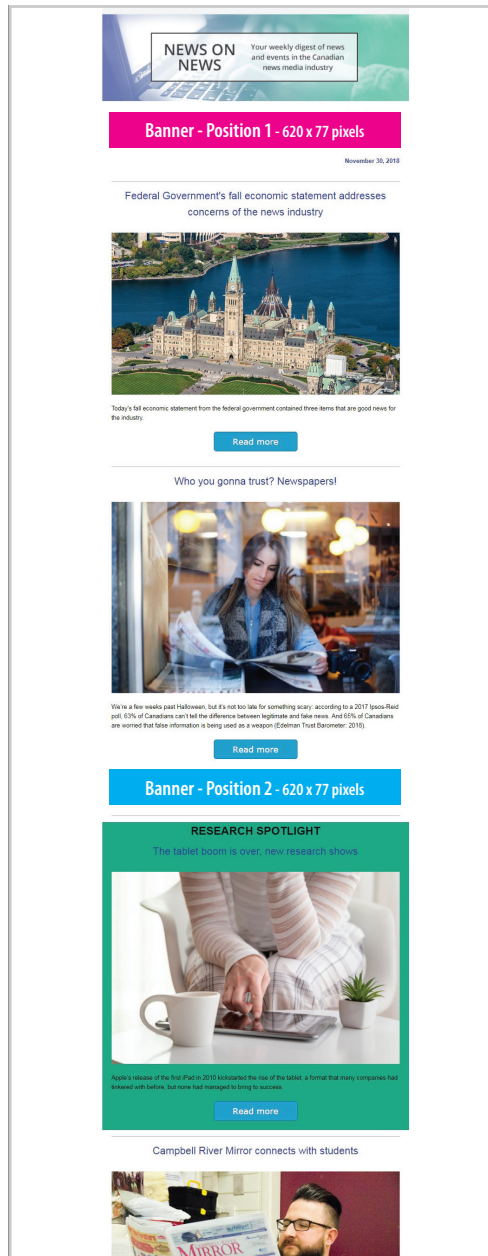 NEWS ON
NEWS
Your weekly digest of news
and events in the Canadian
news media industry
Banner - Position 1 - 620 x 77 pixels
November 30, 2018
Federal Government's fall economic statement addresses
concerns of the news industry
Today's fall economic statement from the federal government contained three items that are good news for
the industry.
Read more
Who you gonna trust? Newspapers!
We're a few weeks past Halloween, but it's not too late for something scary: according to a 2017 Ipsos-Reid
poll, 63% of Canadians can't tell the difference between legitimate and fake news. And 65% of Canadians
are worried that false information is being used as a weapon (Edelman Trust Barometer: 2018).
Read more
Banner - Position 2 - 620 x 77 pixels
RESEARCH SPOTLIGHT
The tablet boom is over, new research shows
Apple's release of the first iPad in 2010 kickstarted the rise of the tablet, a format that many companies had
tinkered with before, but none had managed to bring to success.
Read more
Campbell River Mirror connects with students
MIRROR